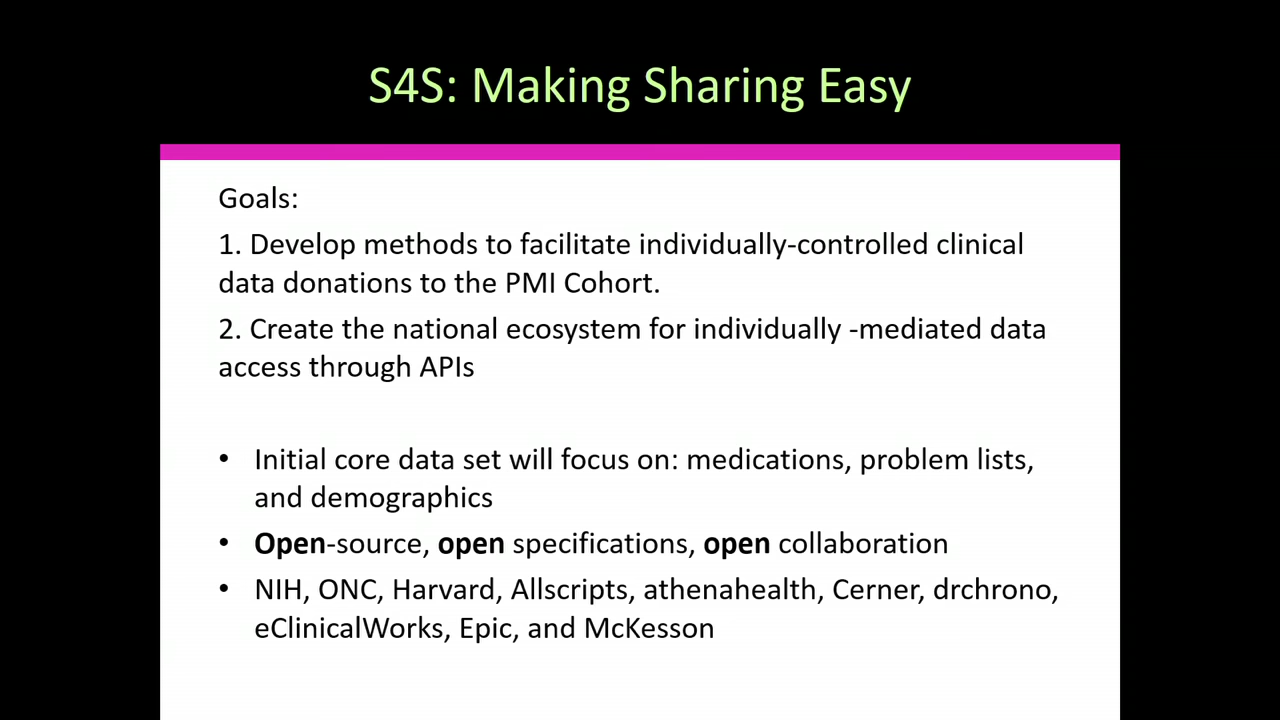 S4S: Making Sharing Easy
Goals:
1. Develop methods to facilitate individually-controlled clinical
data donations to the PMI Cohort.
2. Create the national ecosystem for individually -mediated data
access through APIs
• Initial core data set will focus on: medications, problem lists,
and demographics
• Open-source, open specifications, open collaboration
• NIH, ONC, Harvard, Allscripts, athenahealth, Cerner, drchrono,
eClinicalWorks, Epic, and McKesson